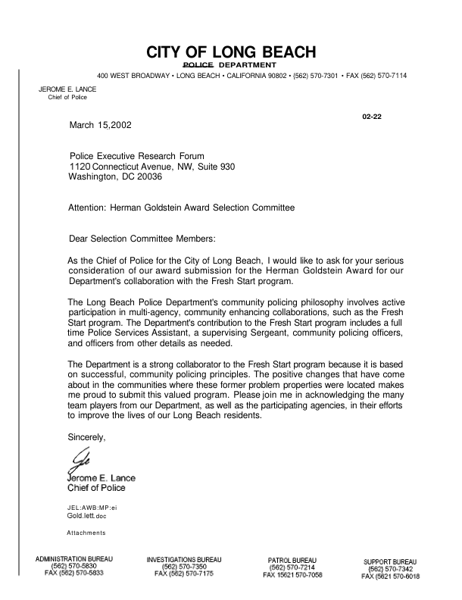 CITY OF LONG BEACH
POLICE DEPARTMENT
400 WEST BROADWAY • LONG BEACH • CALIFORNIA 90802 • (562) 570-7301 • FAX (562) 570-7114
JEROME E. LANCE
Chief of Police
02-22
March 15,2002
Police Executive Research Forum
1120 Connecticut Avenue, NW, Suite 930
Washington, DC 20036
Attention: Herman Goldstein Award Selection Committee
Dear Selection Committee Members:
As the Chief of Police for the City of Long Beach, I would like to ask for your serious
consideration of our award submission for the Herman Goldstein Award for our
Department's collaboration with the Fresh Start program.
The Long Beach Police Department's community policing philosophy involves active
participation in multi-agency, community enhancing collaborations, such as the Fresh
Start program. The Department's contribution to the Fresh Start program includes a full
time Police Services Assistant, a supervising Sergeant, community policing officers,
and officers from other details as needed.
The Department is a strong collaborator to the Fresh Start program because it is based
on successful, community policing principles. The positive changes that have come
about in the communities where these former problem properties were located makes
me proud to submit this valued program. Please join me in acknowledging the many
team players from our Department, as well as the participating agencies, in their efforts
to improve the lives of our Long Beach residents.
Sincerely,
Jerome E. Lance
Chief of Police
JEL:AWB:MP:ei
Gold.lett.doc
Attachments
ADMINISTRATION BUREAU
(562) 570-5830
FAX (562) 570-5833
INVESTIGATIONS BUREAU
(562) 570-7350
FAX (562) 570-7175
PATROL BUREAU
(562) 570-7214
FAX 15621 570-7058
SUPPORT BUREAU
(562) 570-7342
FAX (5621 570-6018